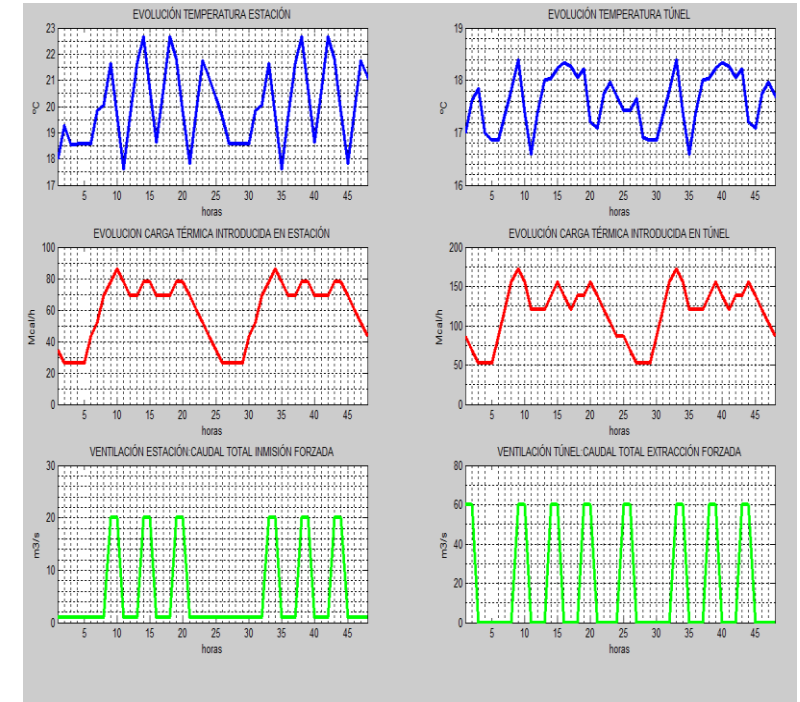 EVOLUCIÓN TEMPERATURA ESTACIÓN
23
22
21
20
19
18
17
ºC
5 10 15 20 25 30 35 40 45
horas
EVOLUCIÓN TEMPERATURA TÚNEL
19
18
17
16
ºC
5 10 15 20 25 30 35 40 45
horas
EVOLUCION CARGA TÉRMICA INTRODUCIDA EN ESTACIÓN
100
80
60
40
20
0
Mcal/h
5 10 15 20 25 30 35 40 45
horas
EVOLUCIÓN CARGA TÉRMICA INTRODUCIDA EN TÚNEL
200
150
100
50
0
Mcal/h
5 10 15 20 25 30 35 40 45
horas
VENTILACIÓN ESTACIÓN:CAUDAL TOTAL INMISIÓN FORZADA
30
20
10
0
m3/s
5 10 15 20 25 30 35 40 45
horas
VENTILACIÓN TÚNEL:CAUDAL TOTAL EXTRACCIÓN FORZADA
80
60
40
20
0
m3/s
5 10 15 20 25 30 35 40 45
horas